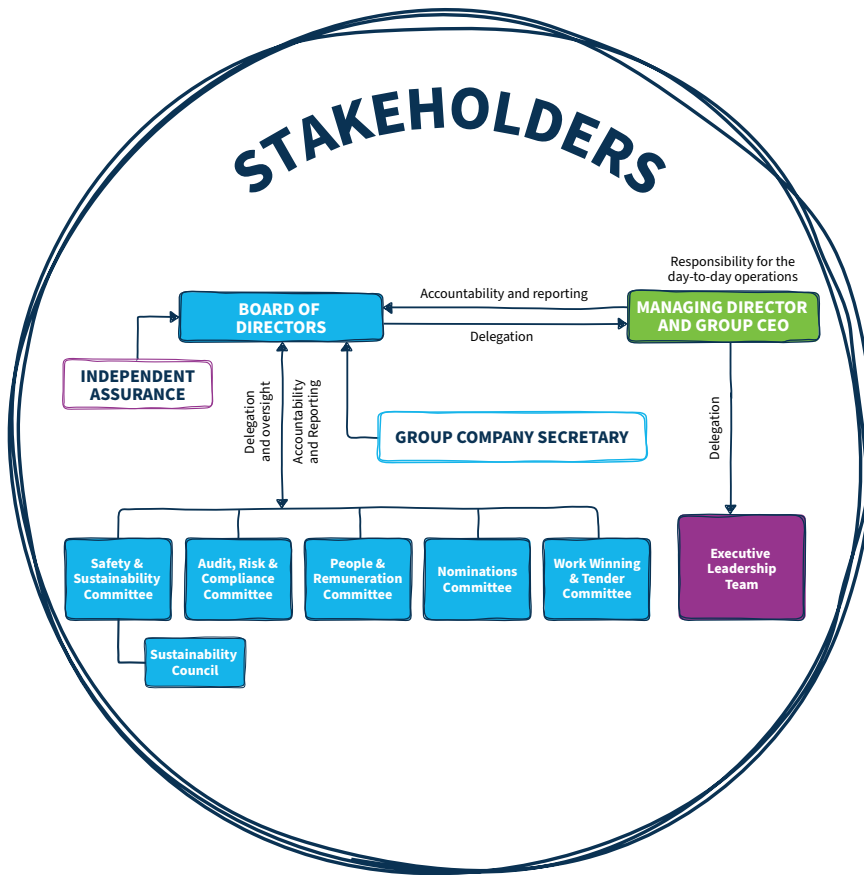 STAKEHOLDERS
Responsibility for the
day-to-day operations
BOARD OF
DIRECTORS
Accountability and reporting
Delegation
MANAGING DIRECTOR
AND GROUP CEO
INDEPENDENT
ASSURANCE
Delegation
and oversight
Accountability
and Reporting
GROUP COMPANY SECRETARY
Delegation
Safety &
Sustainability
Committee
Audit, Risk &
Compliance
Committee
People &
Remuneration
Committee
Nominations
Committee
Work Winning
& Tender
Committee
Executive
Leadership
Team
Sustainability
Council